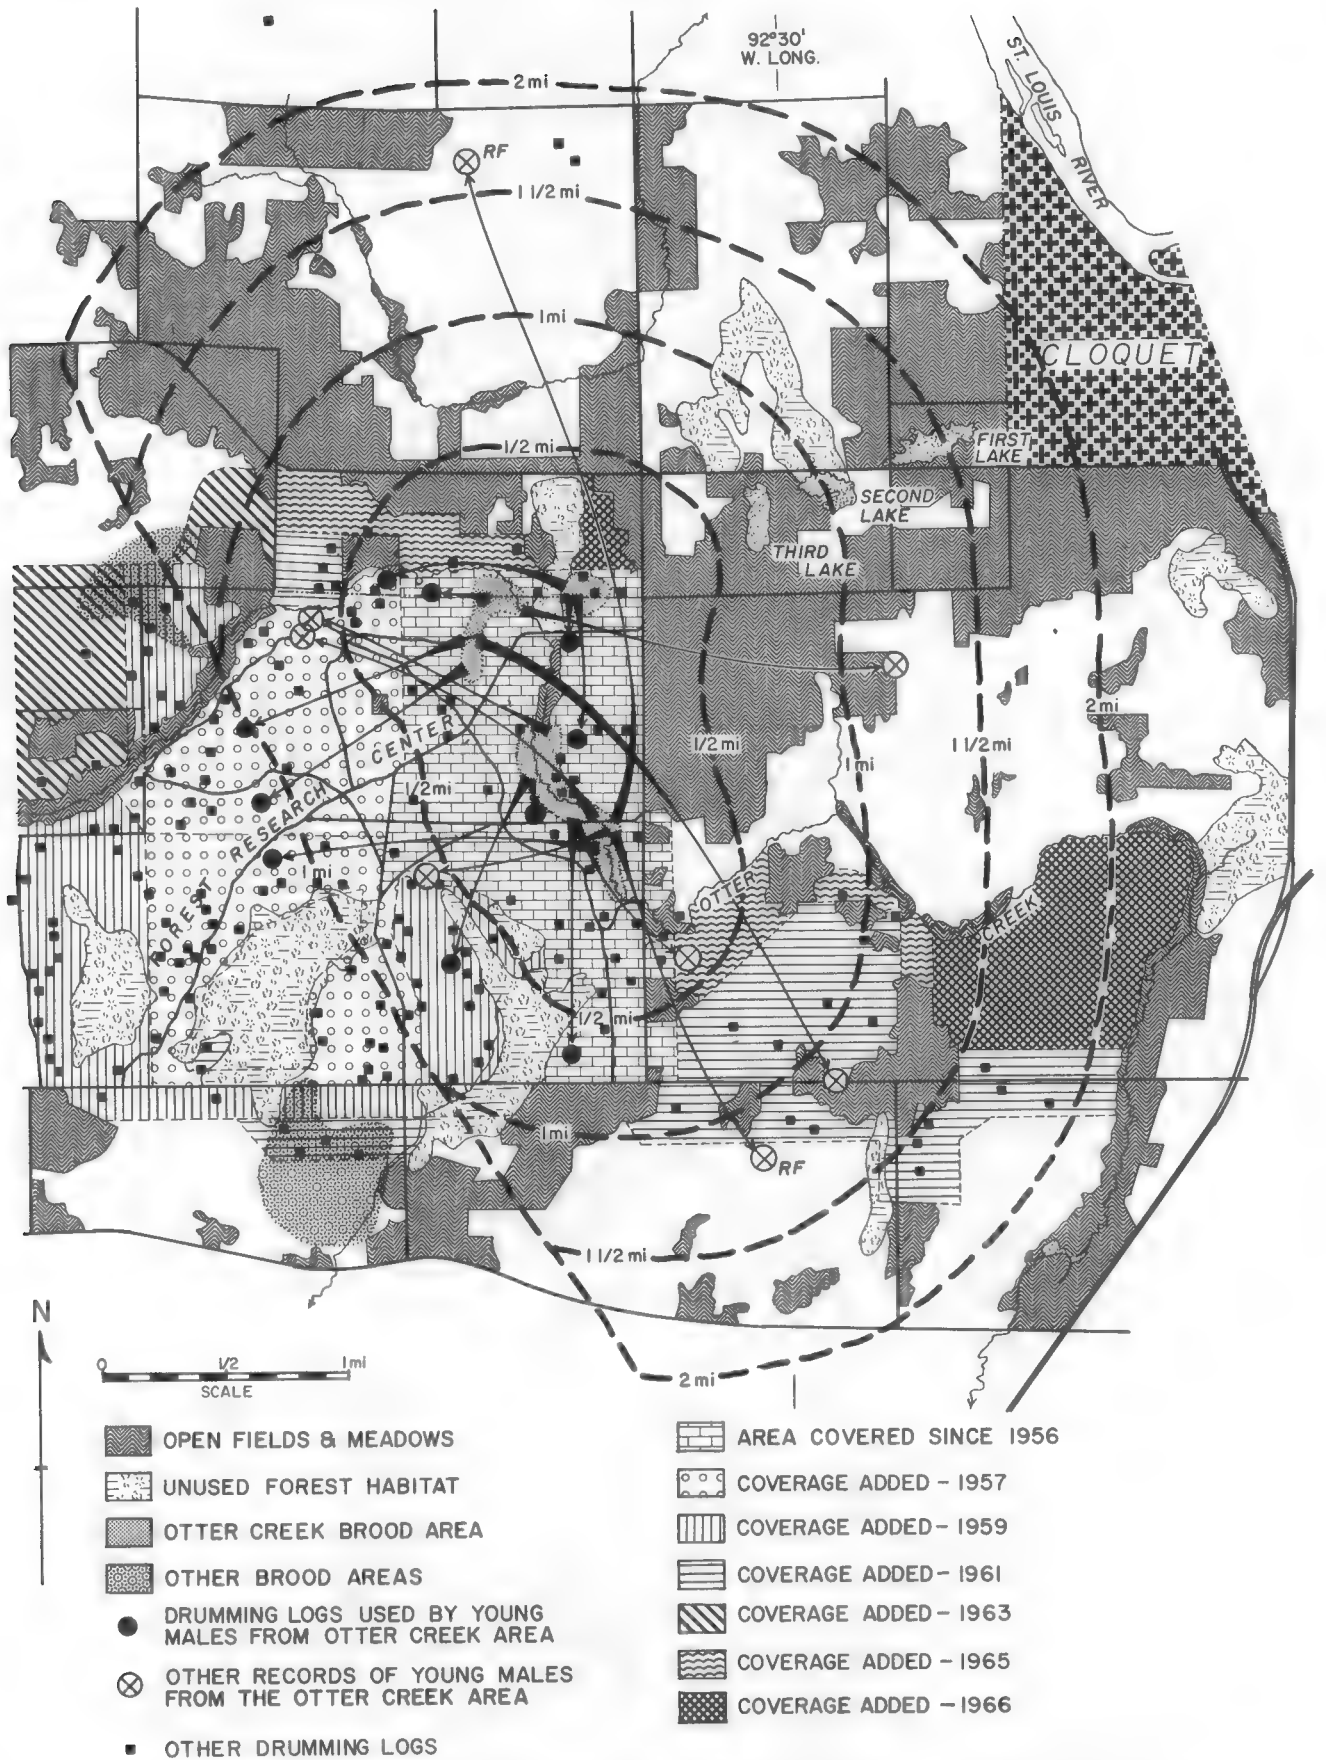 92°30'
W. LONG.
ST. LOUIS
RIVER
2 mi
RF
1 1/2 mi
1 mi
CLOQUET
1/2 mi
FIRST
LAKE
SECOND
LAKE
THIRD
LAKE
2 mi
1/2 mi
1 1/2 mi
1 mi
1/2 mi
FOREST RESEARCH CENTER
1 mi
OTTER
CREEK
1/2 mi
1 mi
RF
1 1/2 mi
2 mi
N
0 1/2 1 mi
SCALE
OPEN FIELDS & MEADOWS
UNUSED FOREST HABITAT
OTTER CREEK BROOD AREA
OTHER BROOD AREAS
DRUMMING LOGS USED BY YOUNG
MALES FROM OTTER CREEK AREA
OTHER RECORDS OF YOUNG MALES
FROM THE OTTER CREEK AREA
OTHER DRUMMING LOGS
AREA COVERED SINCE 1956
COVERAGE ADDED - 1957
COVERAGE ADDED - 1959
COVERAGE ADDED - 1961
COVERAGE ADDED - 1963
COVERAGE ADDED - 1965
COVERAGE ADDED - 1966